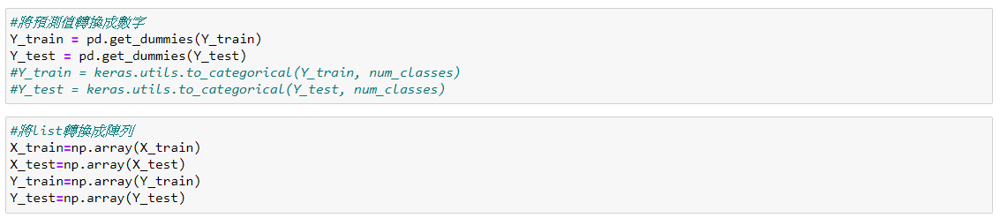 #將預測值轉換成數字
Y_train = pd.get_dummies(Y_train)
Y_test = pd.get_dummies(Y_test)
#Y_train = keras.utils.to_categorical(Y_train, num_classes)
#Y_test = keras.utils.to_categorical(Y_test, num_classes)
#將list轉換成陣列
X_train=np.array(X_train)
X_test=np.array(X_test)
Y_train=np.array(Y_train)
Y_test=np.array(Y_test)